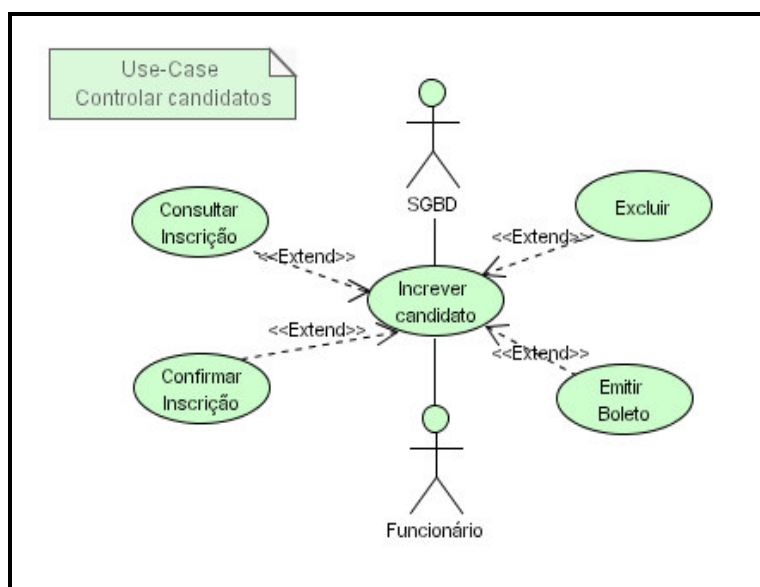 Use-Case
Controlar candidatos
SGBD
Consultar
Inscrição
Excluir
<<Extend>>
<<Extend>>
Increver
candidato
<<Extend>>
<<Extend>>
Confirmar
Inscrição
Emitir
Boleto
Funcionário